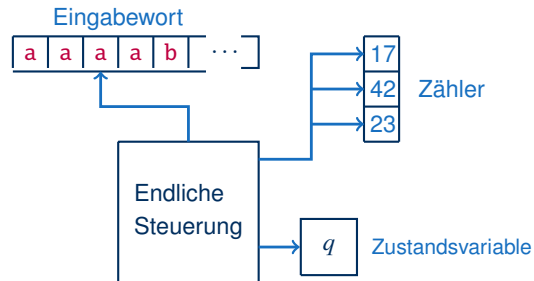 Eingabewort
a a a a b ...
17
42
23
Zähler
Endliche
Steuerung
q
Zustandsvariable